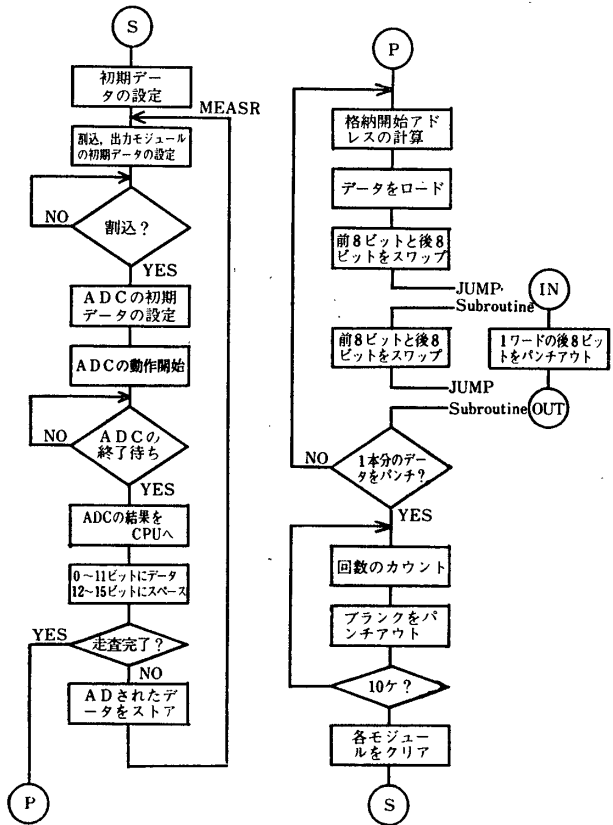 S
初期デー
タの設定
MEASR
割込，出力モジュール
の初期データの設定
NO
割込？
YES
ＡＤＣの初期
データの設定
ADCの動作開始
NO
ＡＤＣの
終了待ち
YES
ADCの結果を
CPUへ
0～11ビットにデータ
12～15ビットにスペース
YES
走査完了？
NO
ＡＤされたデ
ータをストア
P
P
格納開始アド
レスの計算
データをロード
前8ビットと後8
ビットをスワップ
JUMP
Subroutine
IN
前8ビットと後8
ビットをスワップ
1ワードの後8ビッ
トをパンチアウト
JUMP
Subroutine
OUT
NO
1本分のデー
タをパンチ？
YES
回数のカウント
ブランクをパ
ンチアウト
10ケ？
各モジュー
ルをクリア
S